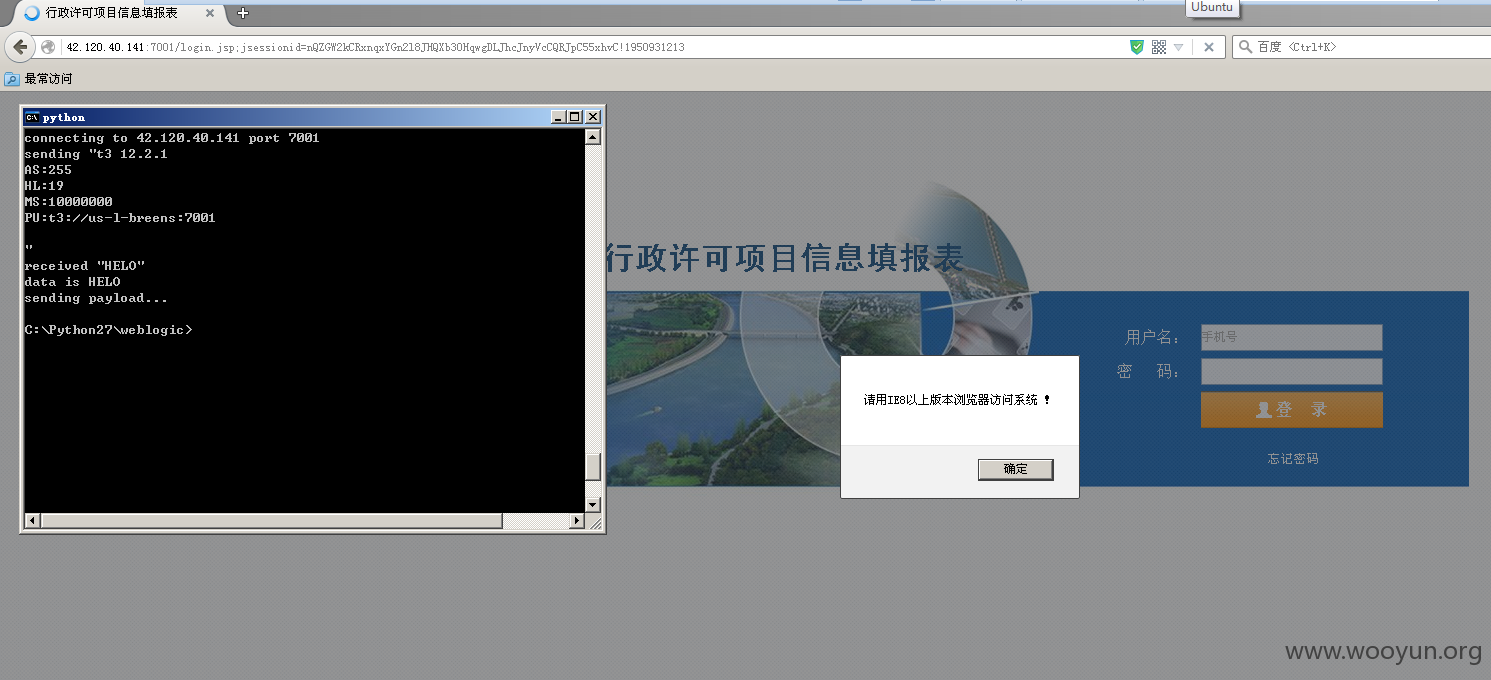 Ubuntu
行政许可项目信息填报表
42.120.40.141:7001/login.jsp;jsessionid=nQZGW2kCRxnqxYGn2l8JHQXb30HqwgDLJhcJnyVcCQRJpC55xhvC!1950931213
百度 <Ctrl+K>
最常访问
python
connecting to 42.120.40.141 port 7001
sending "t3 12.2.1
AS:255
HL:19
MS:10000000
PU:t3://us-l-breens:7001
"
received "HELO"
data is HELO
sending payload...
C:\Python27\weblogic>
行政许可项目信息填报表
用户名：
手机号
密 码：
登 录
忘记密码
请用IE8以上版本浏览器访问系统 ！
确定
www.wooyun.org